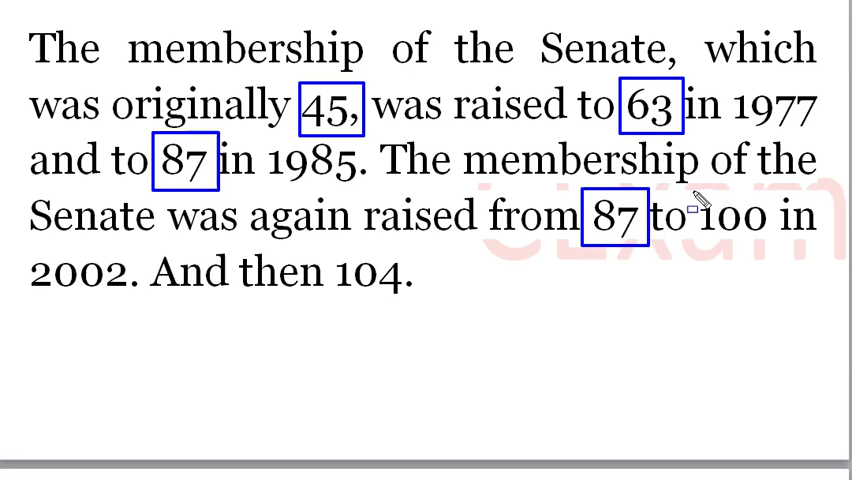 The membership of the Senate, which
was originally 45, was raised to 63 in 1977
and to 87 in 1985. The membership of the
Senate was again raised from 87 to 100 in
2002. And then 104.